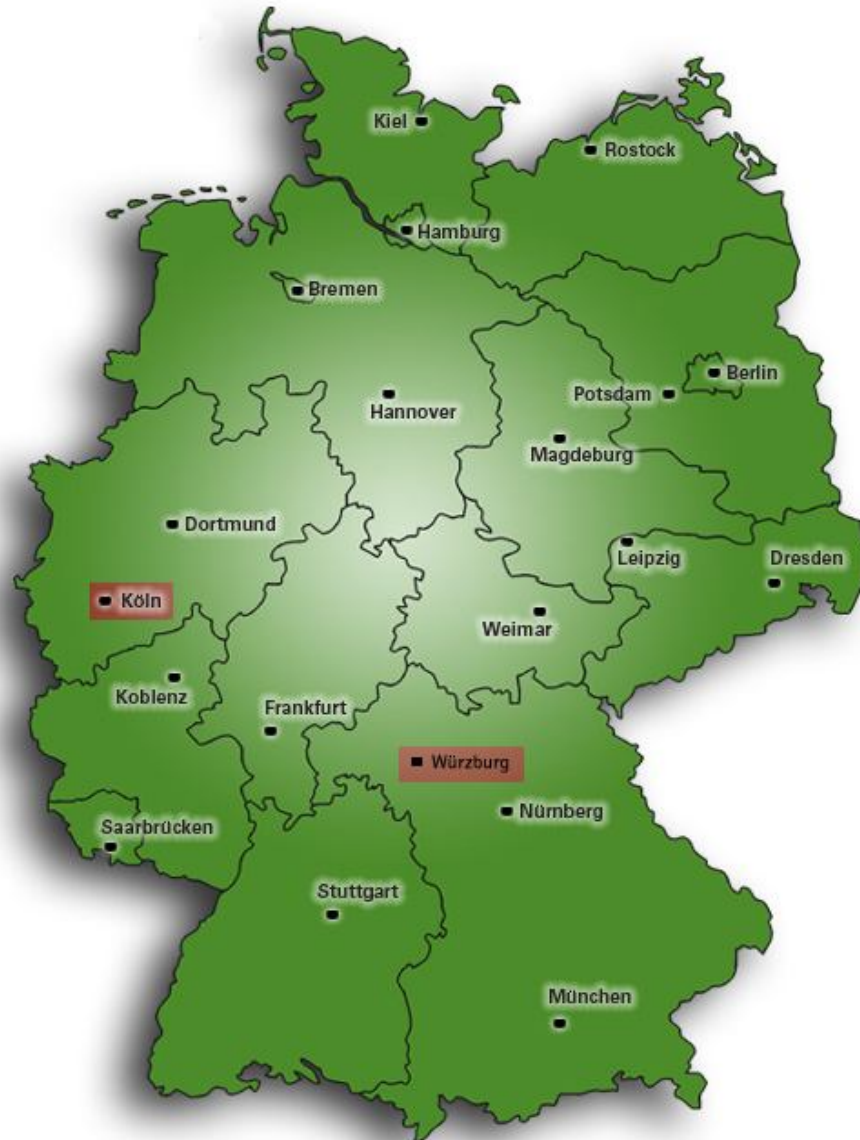 Kiel
Rostock
Hamburg
Bremen
Berlin
Potsdam
Hannover
Magdeburg
Dortmund
Leipzig
Dresden
Köln
Weimar
Koblenz
Frankfurt
Würzburg
Nürnberg
Saarbrücken
Stuttgart
München